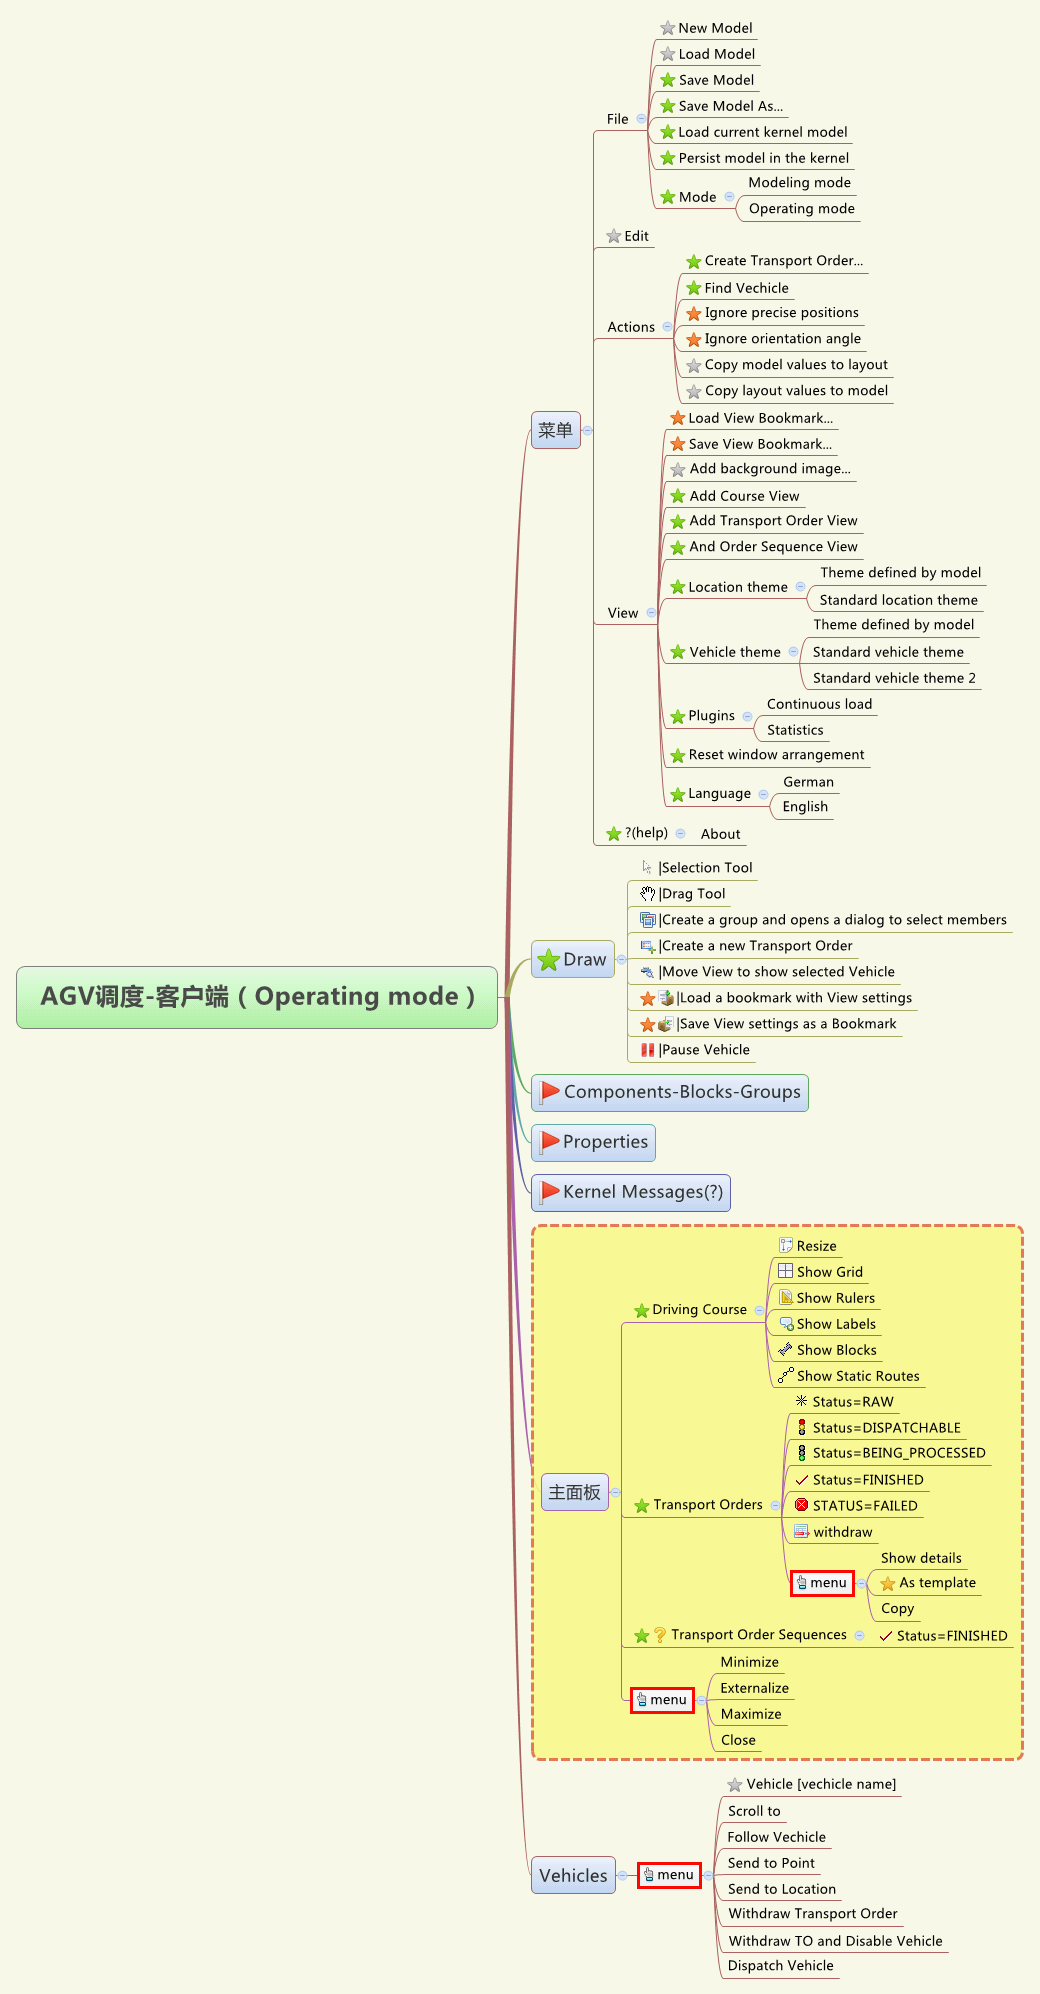 AGV调度-客户端（Operating mode）
菜单
File
New Model
Load Model
Save Model
Save Model As...
Load current kernel model
Persist model in the kernel
Mode
Modeling mode
Operating mode
Edit
Actions
Create Transport Order...
Find Vechicle
Ignore precise positions
Ignore orientation angle
Copy model values to layout
Copy layout values to model
View
Load View Bookmark...
Save View Bookmark...
Add background image...
Add Course View
Add Transport Order View
And Order Sequence View
Location theme
Theme defined by model
Standard location theme
Vehicle theme
Theme defined by model
Standard vehicle theme
Standard vehicle theme 2
Plugins
Continuous load
Statistics
Reset window arrangement
Language
German
English
?(help)
About
Draw
|Selection Tool
|Drag Tool
|Create a group and opens a dialog to select members
|Create a new Transport Order
|Move View to show selected Vehicle
|Load a bookmark with View settings
|Save View settings as a Bookmark
|Pause Vehicle
Components-Blocks-Groups
Properties
Kernel Messages(?)
主面板
Driving Course
Resize
Show Grid
Show Rulers
Show Labels
Show Blocks
Show Static Routes
Transport Orders
Status=RAW
Status=DISPATCHABLE
Status=BEING_PROCESSED
Status=FINISHED
STATUS=FAILED
withdraw
menu
Show details
As template
Copy
Transport Order Sequences
Status=FINISHED
menu
Minimize
Externalize
Maximize
Close
Vehicles
menu
Vehicle [vechicle name]
Scroll to
Follow Vechicle
Send to Point
Send to Location
Withdraw Transport Order
Withdraw TO and Disable Vehicle
Dispatch Vehicle